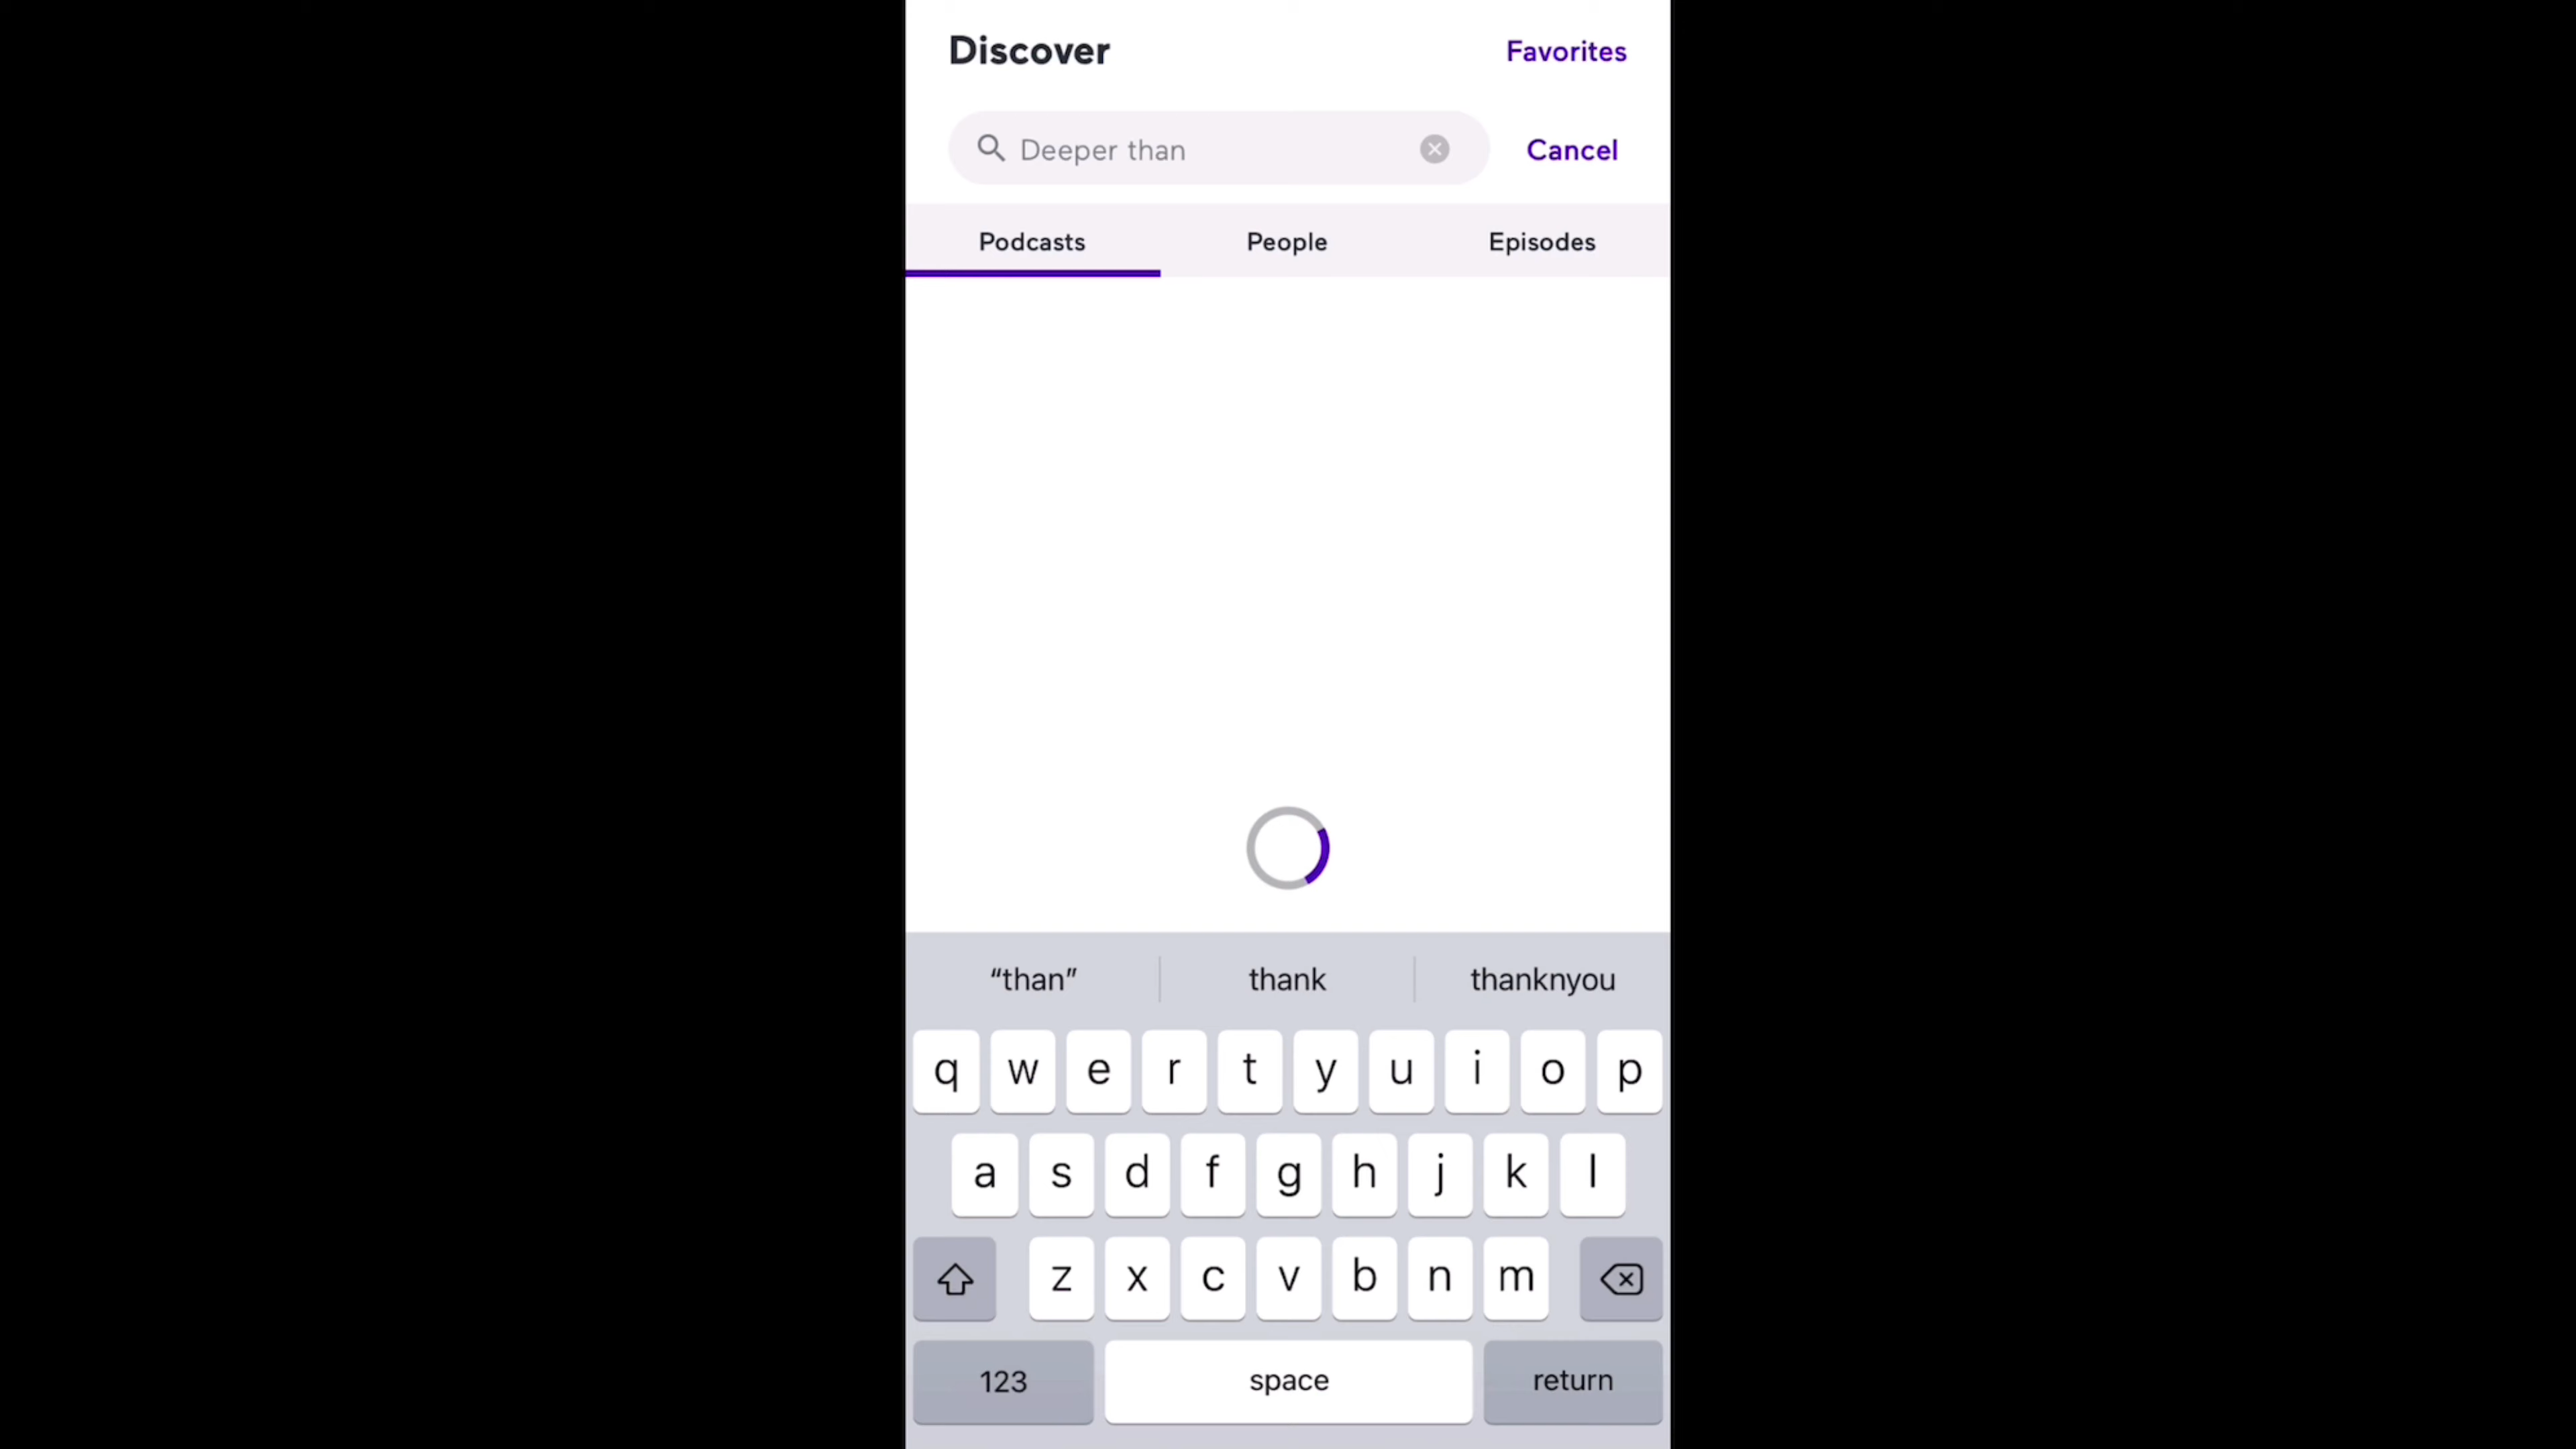 Discover
Favorites
Deeper than
Cancel
Podcasts
People
Episodes
“than”
thank
thanknyou
q w e r t y u i o p
a s d f g h j k l
z x c v b n m
123
space
return